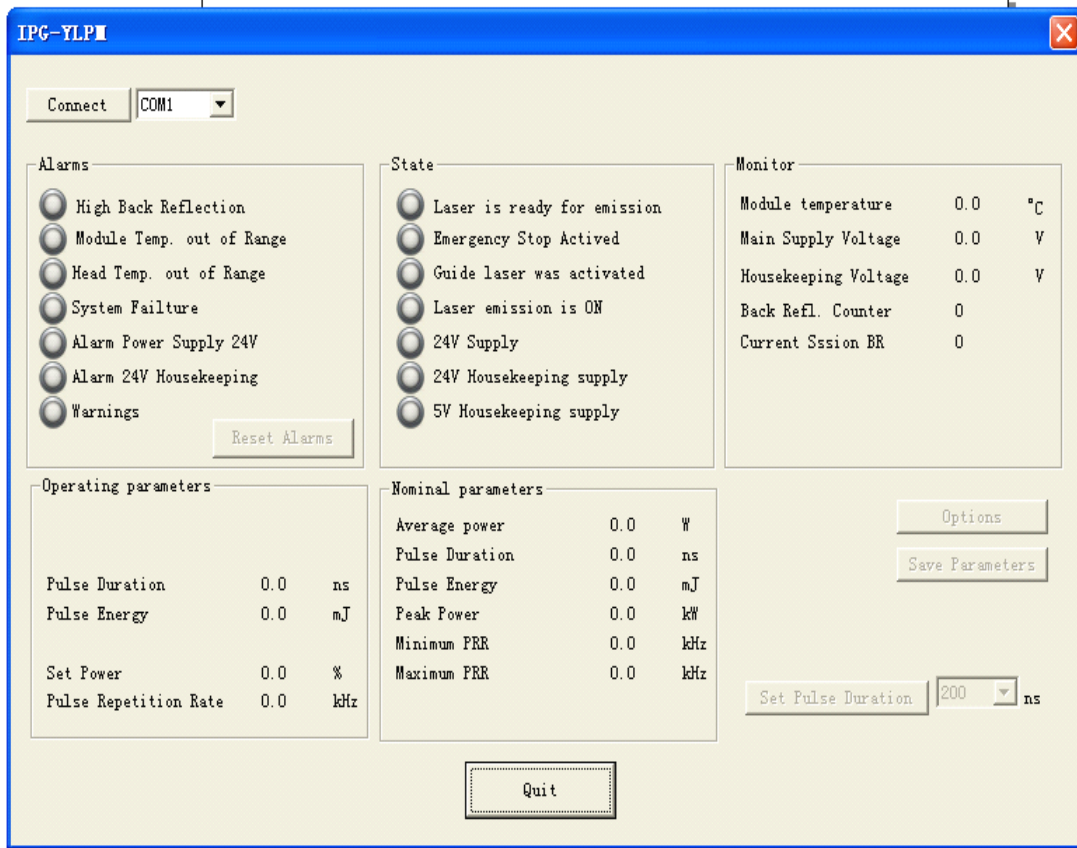 IPG-YLPM
Connect COM1
Alarms
High Back Reflection
Module Temp. out of Range
Head Temp. out of Range
System Failture
Alarm Power Supply 24V
Alarm 24V Housekeeping
Warnings
Reset Alarms
State
Laser is ready for emission
Emergency Stop Actived
Guide laser was activated
Laser emission is ON
24V Supply
24V Housekeeping supply
5V Housekeeping supply
Monitor
Module temperature 0.0 °C
Main Supply Voltage 0.0 V
Housekeeping Voltage 0.0 V
Back Refl. Counter 0
Current Sssion BR 0
Operating parameters
Pulse Duration 0.0 ns
Pulse Energy 0.0 mJ
Set Power 0.0 %
Pulse Repetition Rate 0.0 kHz
Nominal parameters
Average power 0.0 W
Pulse Duration 0.0 ns
Pulse Energy 0.0 mJ
Peak Power 0.0 kW
Minimum PRR 0.0 kHz
Maximum PRR 0.0 kHz
Options
Save Parameters
Set Pulse Duration 200 ns
Quit